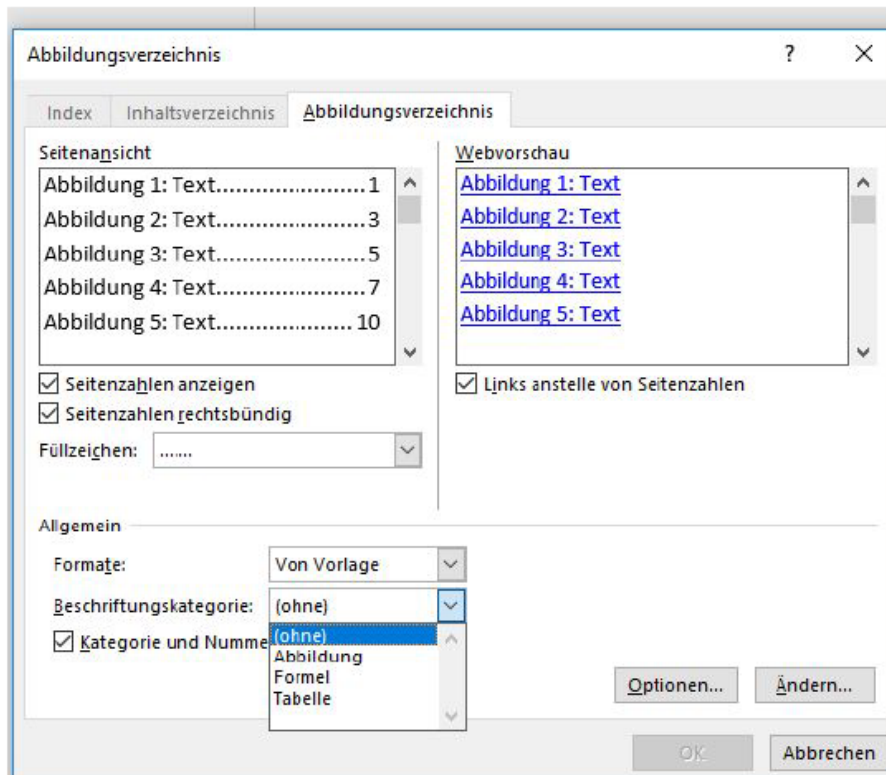 Abbildungsverzeichnis ?
Index Inhaltsverzeichnis Abbildungsverzeichnis
Seitenansicht
Abbildung 1: Text.......................1
Abbildung 2: Text.......................3
Abbildung 3: Text.......................5
Abbildung 4: Text.......................7
Abbildung 5: Text...................... 10
Seitenzahlen anzeigen
Seitenzahlen rechtsbündig
Füllzeichen: .......
Webvorschau
Abbildung 1: Text
Abbildung 2: Text
Abbildung 3: Text
Abbildung 4: Text
Abbildung 5: Text
Links anstelle von Seitenzahlen
Allgemein
Formate: Von Vorlage
Beschriftungskategorie: (ohne)
Kategorie und Numme
(ohne)
Abbildung
Formel
Tabelle
Optionen... Ändern...
OK Abbrechen